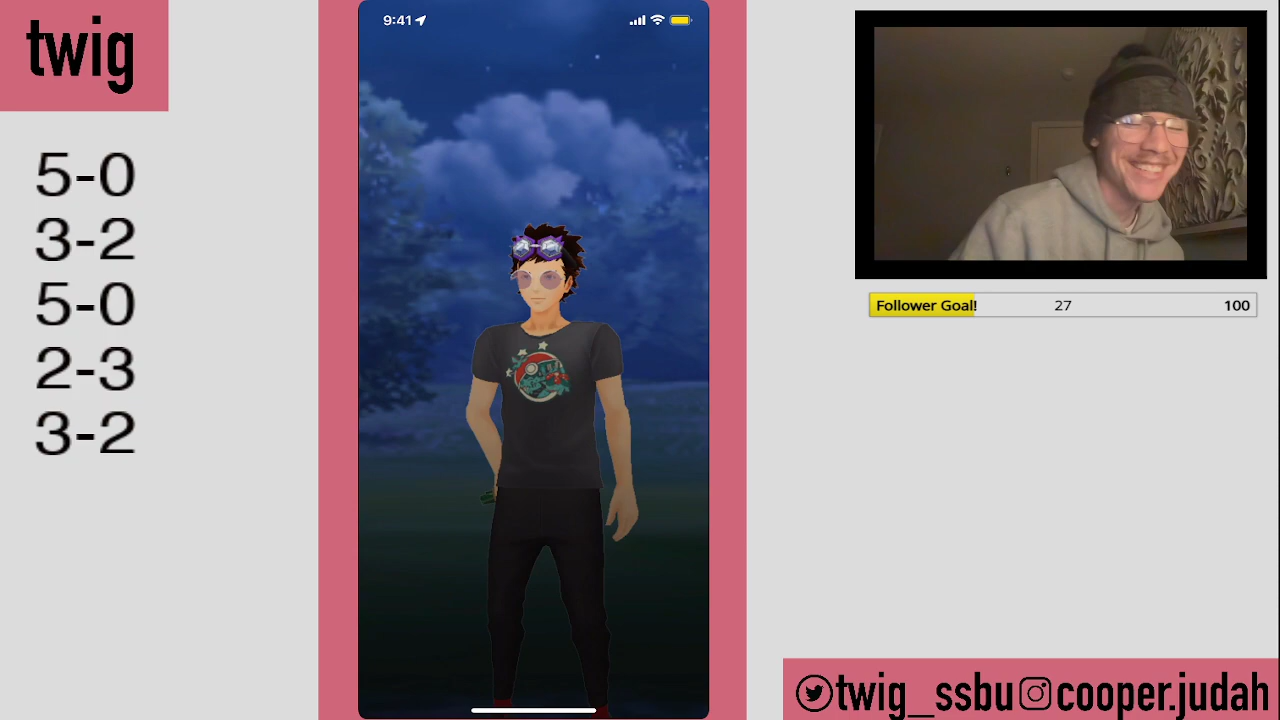 twig
5-0
3-2
5-0
2-3
3-2
9:41
Follower Goal! 27 100
twig_ssbu cooper.judah